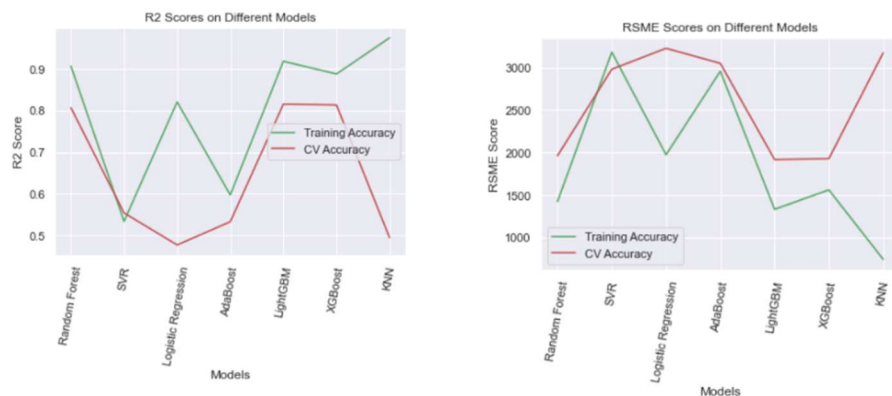 R2 Scores on Different Models
R2 Score
0.9
0.8
0.7
0.6
0.5
Training Accuracy
CV Accuracy
Random Forest
SVR
Logistic Regression
AdaBoost
LightGBM
XGBoost
KNN
Models
RSME Scores on Different Models
RSME Score
3000
2500
2000
1500
1000
Training Accuracy
CV Accuracy
Random Forest
SVR
Logistic Regression
AdaBoost
LightGBM
XGBoost
KNN
Models